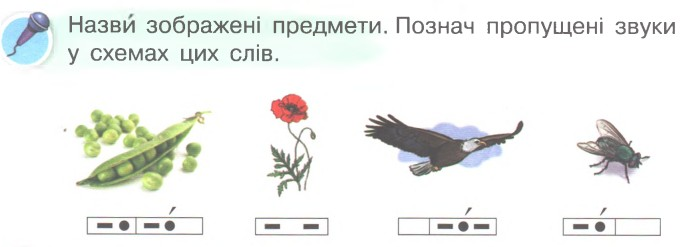 Назви́ зображені предмети. Познач пропущені звуки
у схемах цих слів.